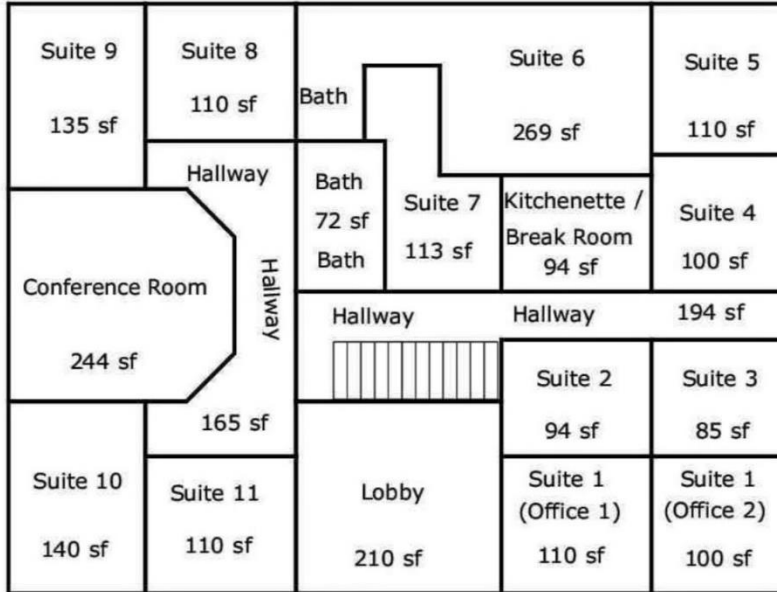 Suite 9
135 sf
Suite 8
110 sf
Bath
Suite 6
269 sf
Suite 5
110 sf
Hallway
Bath
72 sf
Bath
Suite 7
113 sf
Kitchenette /
Break Room
94 sf
Suite 4
100 sf
Conference Room
244 sf
Hallway
165 sf
Hallway
Hallway
194 sf
Suite 2
94 sf
Suite 3
85 sf
Suite 10
140 sf
Suite 11
110 sf
Lobby
210 sf
Suite 1
(Office 1)
110 sf
Suite 1
(Office 2)
100 sf